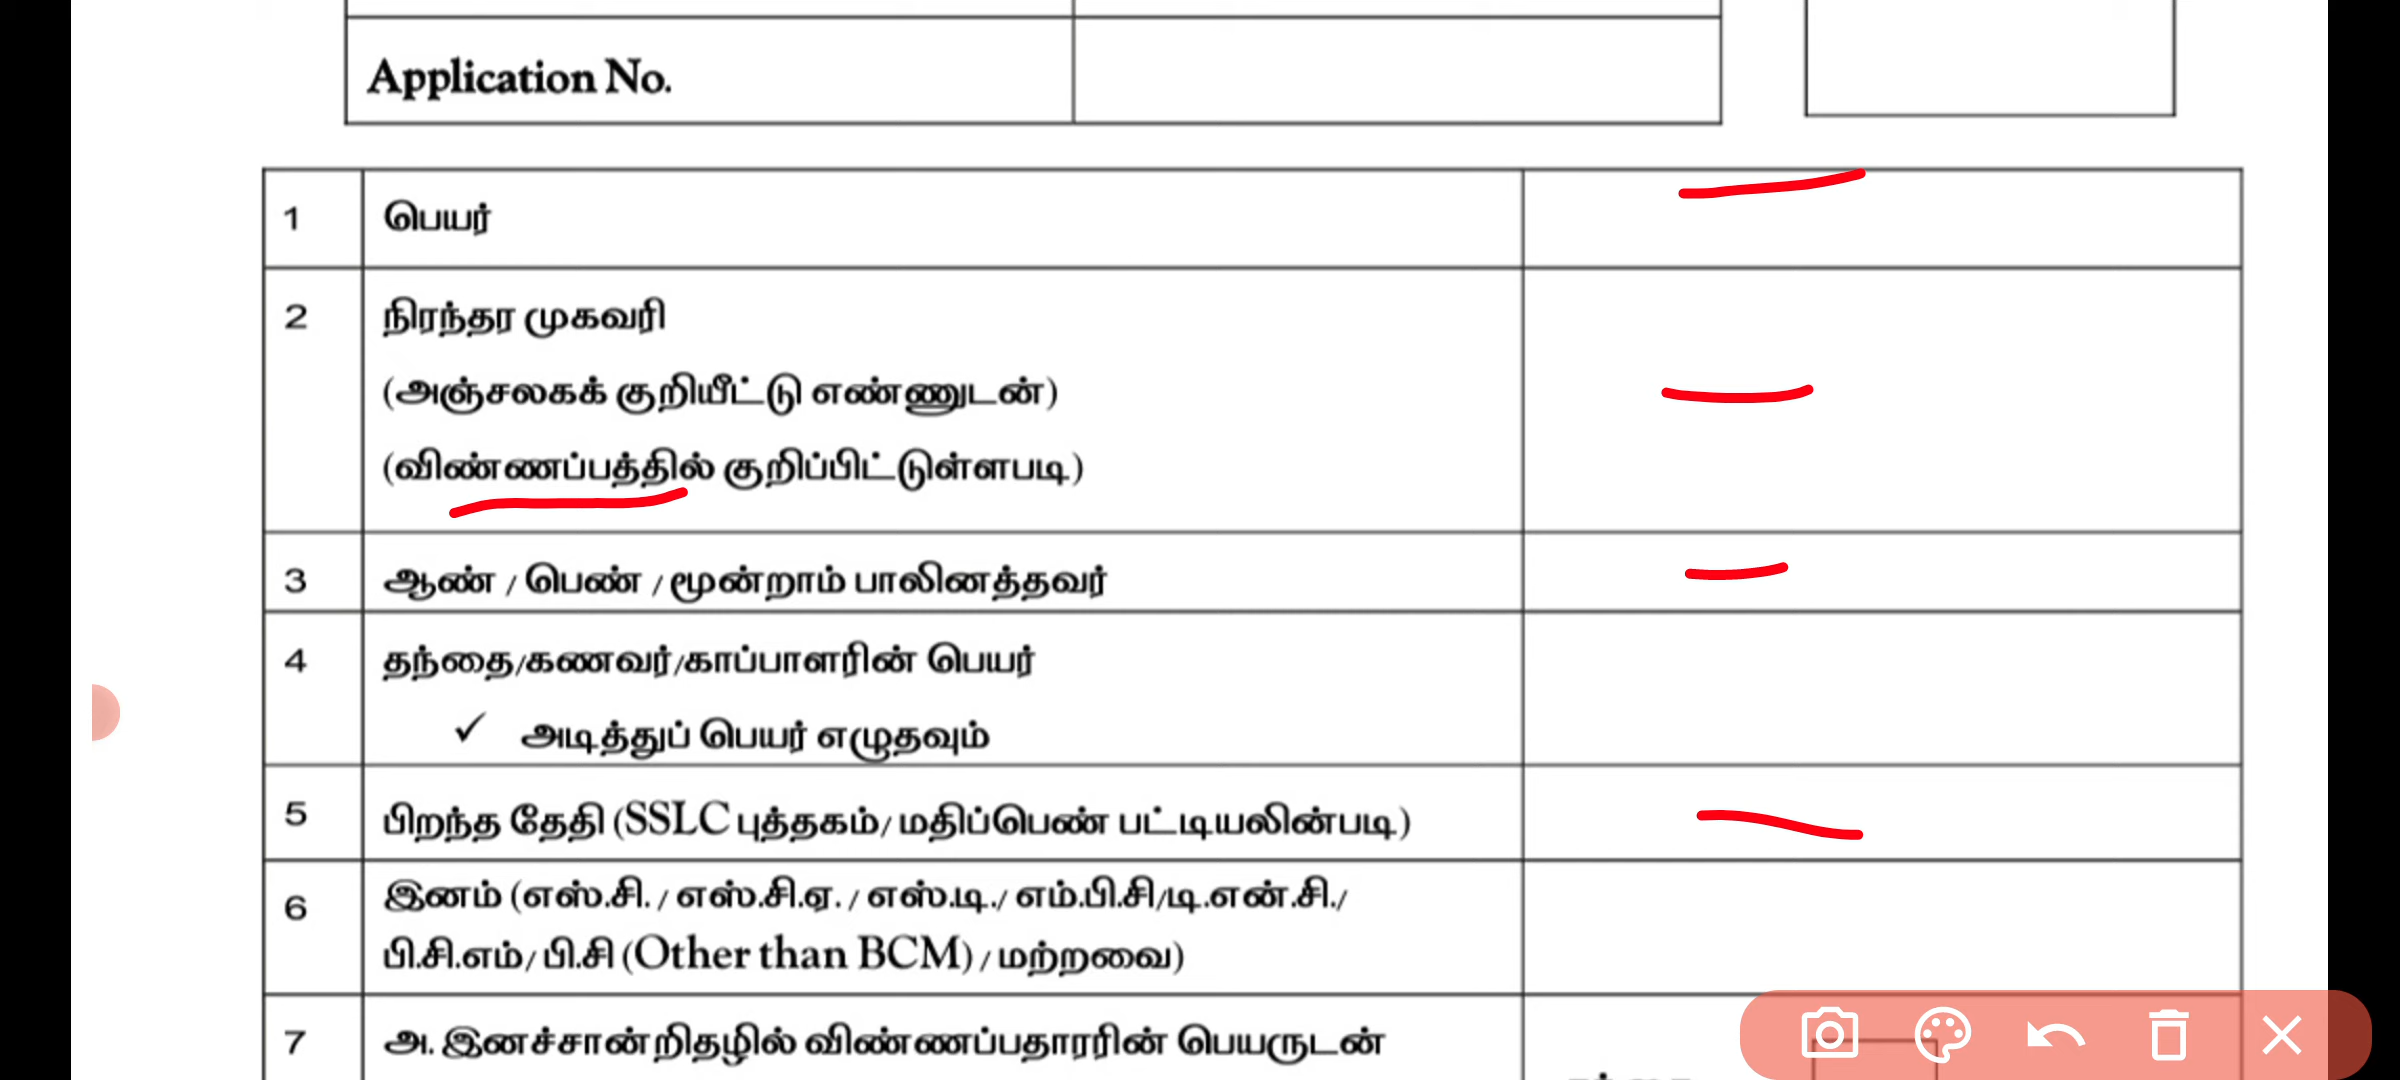 Application No.
1 பெயர்
2 நிரந்தர முகவரி
(அஞ்சலகக் குறியீட்டு எண்ணுடன்)
(விண்ணப்பத்தில் குறிப்பிட்டுள்ளபடி)
3 ஆண் / பெண் / மூன்றாம் பாலினத்தவர்
4 தந்தை/கணவர்/காப்பாளரின் பெயர்
✓ அடித்துப் பெயர் எழுதவும்
5 பிறந்த தேதி (SSLC புத்தகம்/ மதிப்பெண் பட்டியலின்படி)
6 இனம் (எஸ்.சி. / எஸ்.சி.ஏ. / எஸ்.டி./ எம்.பி.சி/டி.என்.சி./
பி.சி.எம்/ பி.சி (Other than BCM) / மற்றவை)
7 அ. இனச்சான்றிதழில் விண்ணப்பதாரரின் பெயருடன்